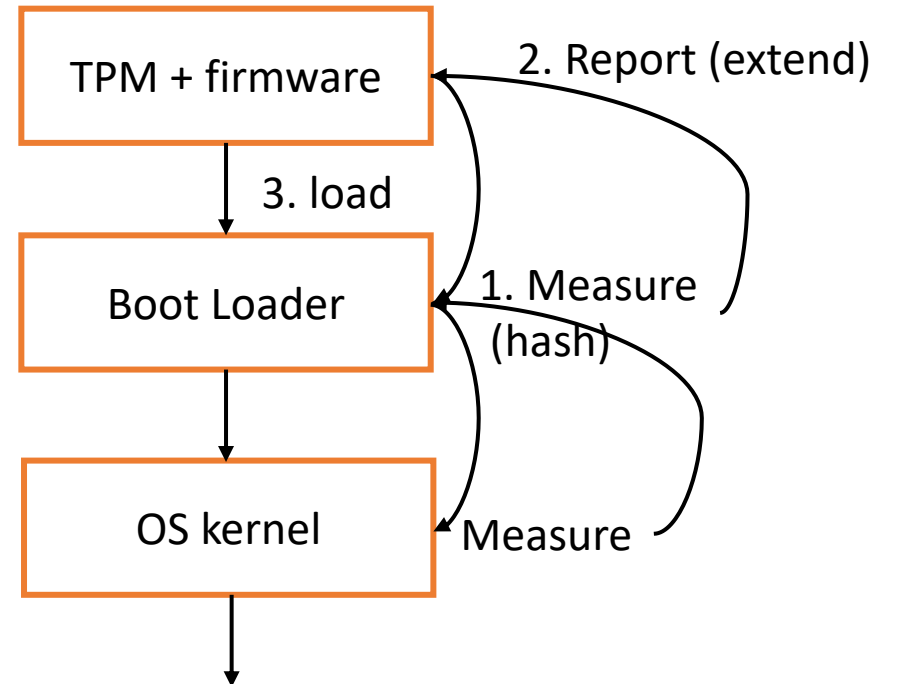 TPM + firmware
2. Report (extend)
3. load
Boot Loader
1. Measure
(hash)
OS kernel
Measure